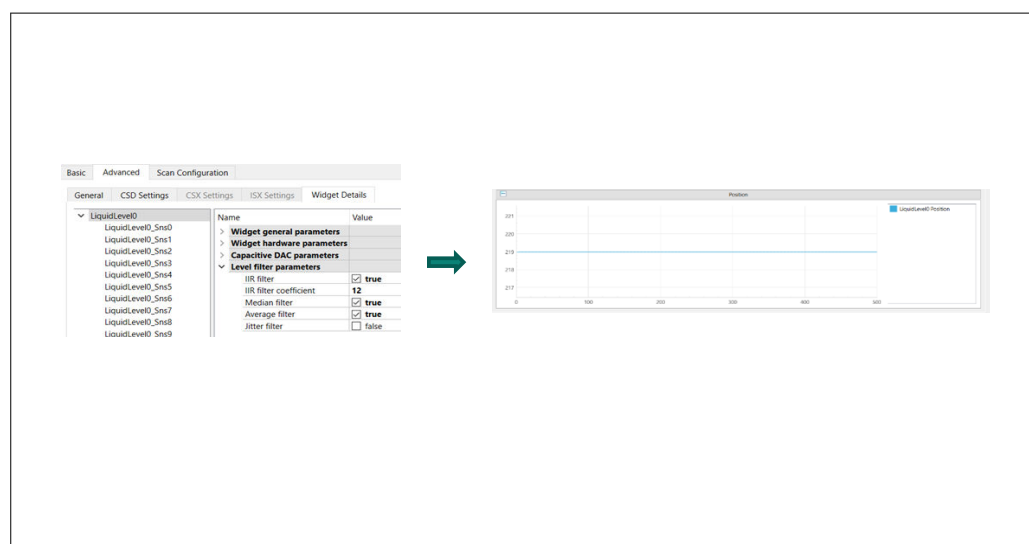 Basic Advanced Scan Configuration
General CSD Settings CSX Settings ISX Settings Widget Details
LiquidLevel0
LiquidLevel0_Sns0
LiquidLevel0_Sns1
LiquidLevel0_Sns2
LiquidLevel0_Sns3
LiquidLevel0_Sns4
LiquidLevel0_Sns5
LiquidLevel0_Sns6
LiquidLevel0_Sns7
LiquidLevel0_Sns8
LiquidLevel0_Sns9
Name Value
Widget general parameters
Widget hardware parameters
Capacitive DAC parameters
Level filter parameters
IIR filter true
IIR filter coefficient 12
Median filter true
Average filter true
Jitter filter false
Position
LiquidLevel0 Position
221
220
219
218
217
0 100 200 300 400 500